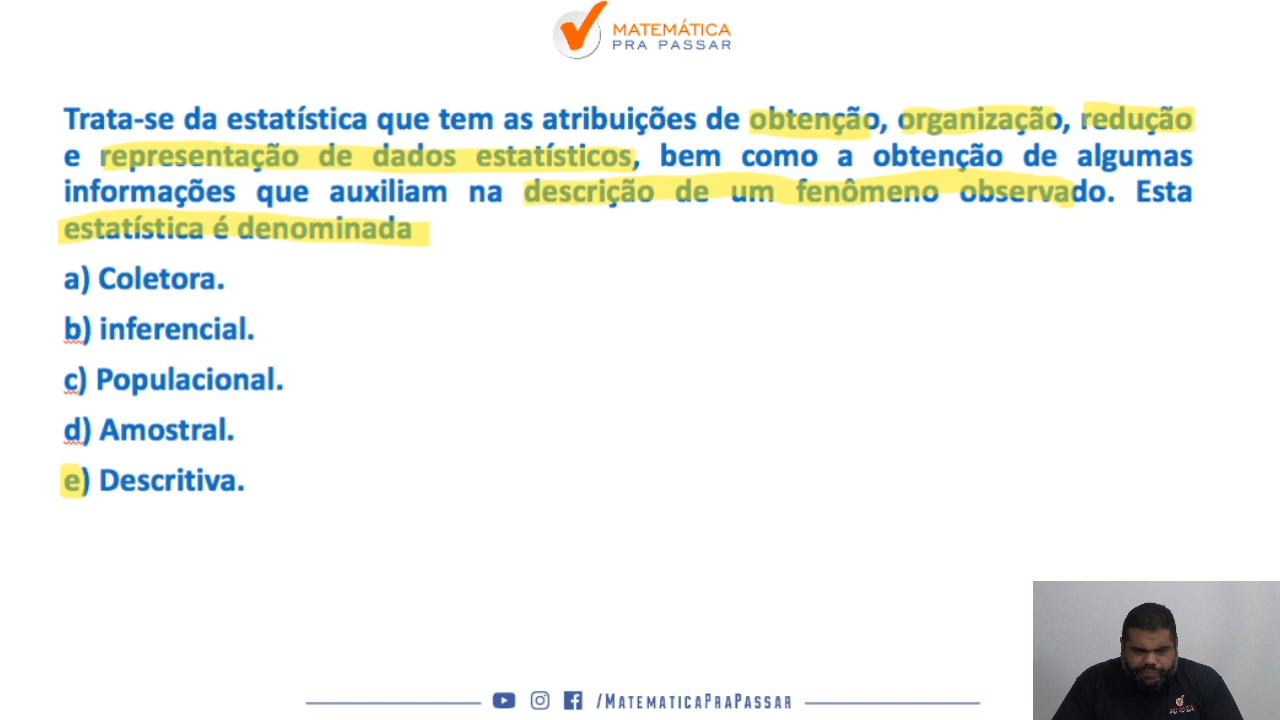 MATEMÁTICA
PRA PASSAR
Trata-se da estatística que tem as atribuições de obtenção, organização, redução
e representação de dados estatísticos, bem como a obtenção de algumas
informações que auxiliam na descrição de um fenômeno observado. Esta
estatística é denominada
a) Coletora.
b) inferencial.
c) Populacional.
d) Amostral.
e) Descritiva.
/MATEMATICAPRAPASSAR